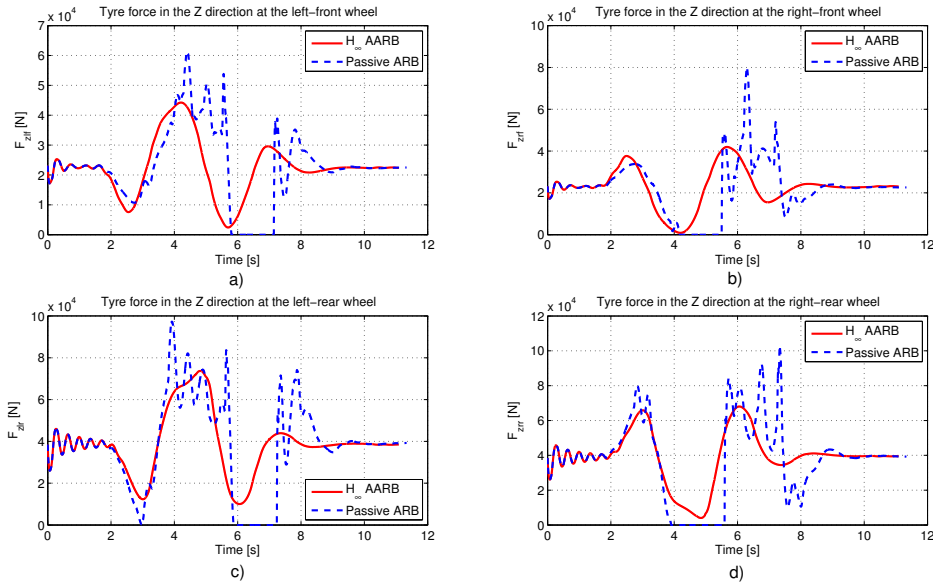 Tyre force in the Z direction at the left−front wheel
x 10^4
7
6
5
4
3
2
1
0
F_zlf [N]
H_∞ AARB
Passive ARB
0 2 4 6 8 10 12
Time [s]
a)
Tyre force in the Z direction at the right−front wheel
x 10^4
10
8
6
4
2
0
F_zrf [N]
H_∞ AARB
Passive ARB
0 2 4 6 8 10 12
Time [s]
b)
Tyre force in the Z direction at the left−rear wheel
x 10^4
10
8
6
4
2
0
F_zlr [N]
H_∞ AARB
Passive ARB
0 2 4 6 8 10 12
Time [s]
c)
Tyre force in the Z direction at the right−rear wheel
x 10^4
12
10
8
6
4
2
0
F_zrr [N]
H_∞ AARB
Passive ARB
0 2 4 6 8 10 12
Time [s]
d)